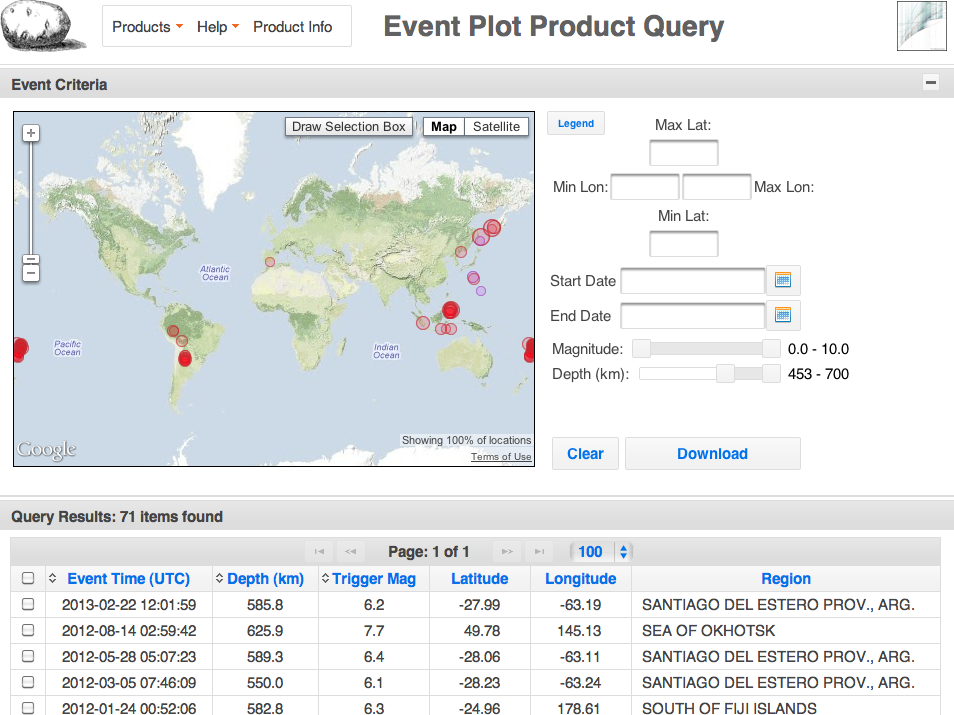 Products Help Product Info
Event Plot Product Query
Event Criteria
Draw Selection Box
Map Satellite
Legend
Max Lat:
Min Lon: Max Lon:
Min Lat:
Start Date
End Date
Magnitude: 0.0 - 10.0
Depth (km): 453 - 700
Atlantic
Ocean
Pacific
Ocean
Indian
Ocean
Showing 100% of locations
Google
Terms of Use
Clear Download
Query Results: 71 items found
Page: 1 of 1 100
Event Time (UTC) Depth (km) Trigger Mag Latitude Longitude Region
2013-02-22 12:01:59 585.8 6.2 -27.99 -63.19 SANTIAGO DEL ESTERO PROV., ARG.
2012-08-14 02:59:42 625.9 7.7 49.78 145.13 SEA OF OKHOTSK
2012-05-28 05:07:23 589.3 6.4 -28.06 -63.11 SANTIAGO DEL ESTERO PROV., ARG.
2012-03-05 07:46:09 550.0 6.1 -28.23 -63.24 SANTIAGO DEL ESTERO PROV., ARG.
2012-01-24 00:52:06 582.8 6.3 -24.96 178.61 SOUTH OF FIJI ISLANDS